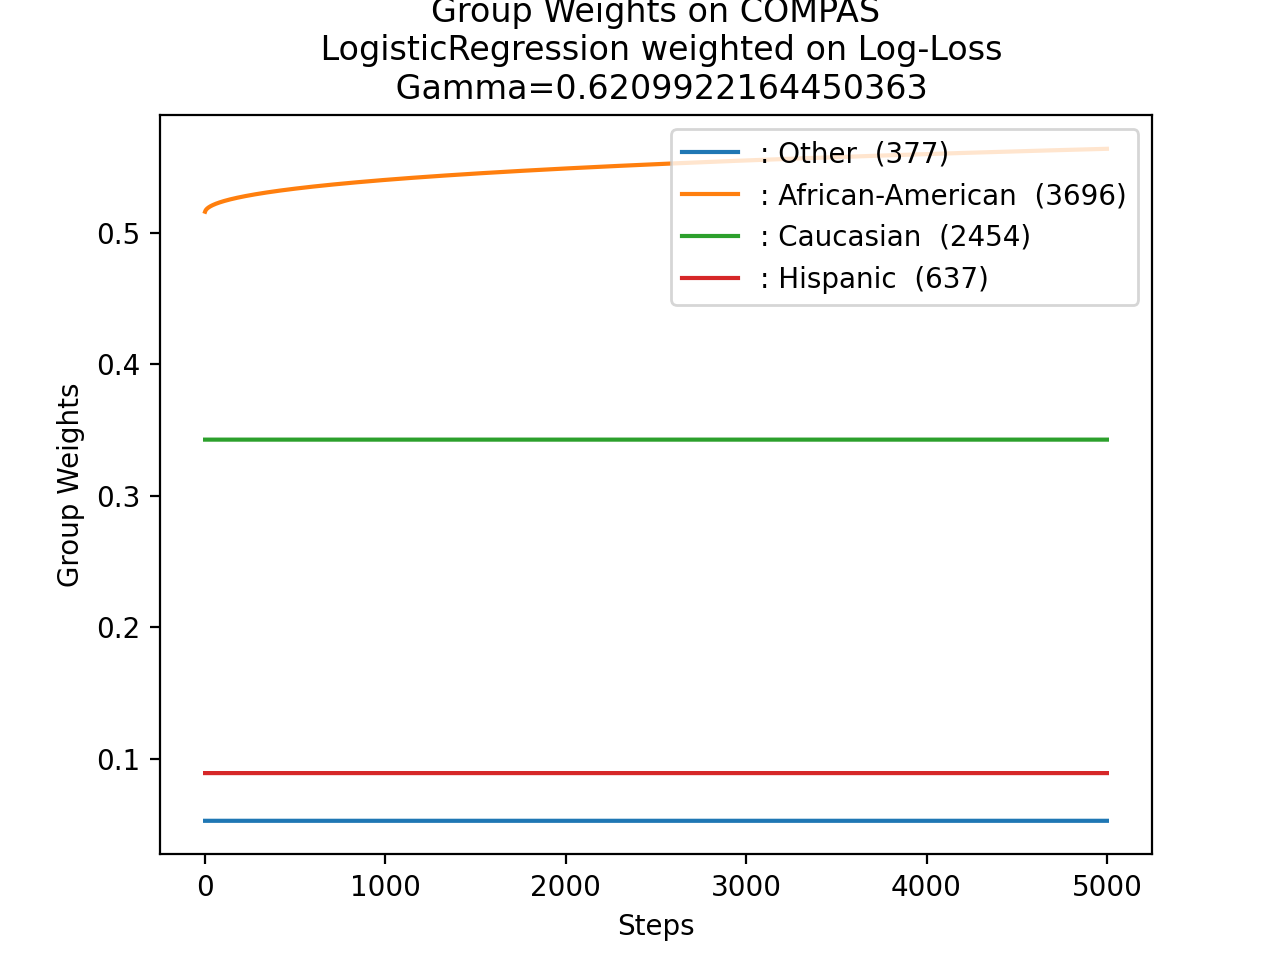 Group Weights on COMPAS
LogisticRegression weighted on Log-Loss
Gamma=0.6209922164450363
: Other (377)
: African-American (3696)
: Caucasian (2454)
: Hispanic (637)
0.5
0.4
0.3
0.2
0.1
Group Weights
0 1000 2000 3000 4000 5000
Steps